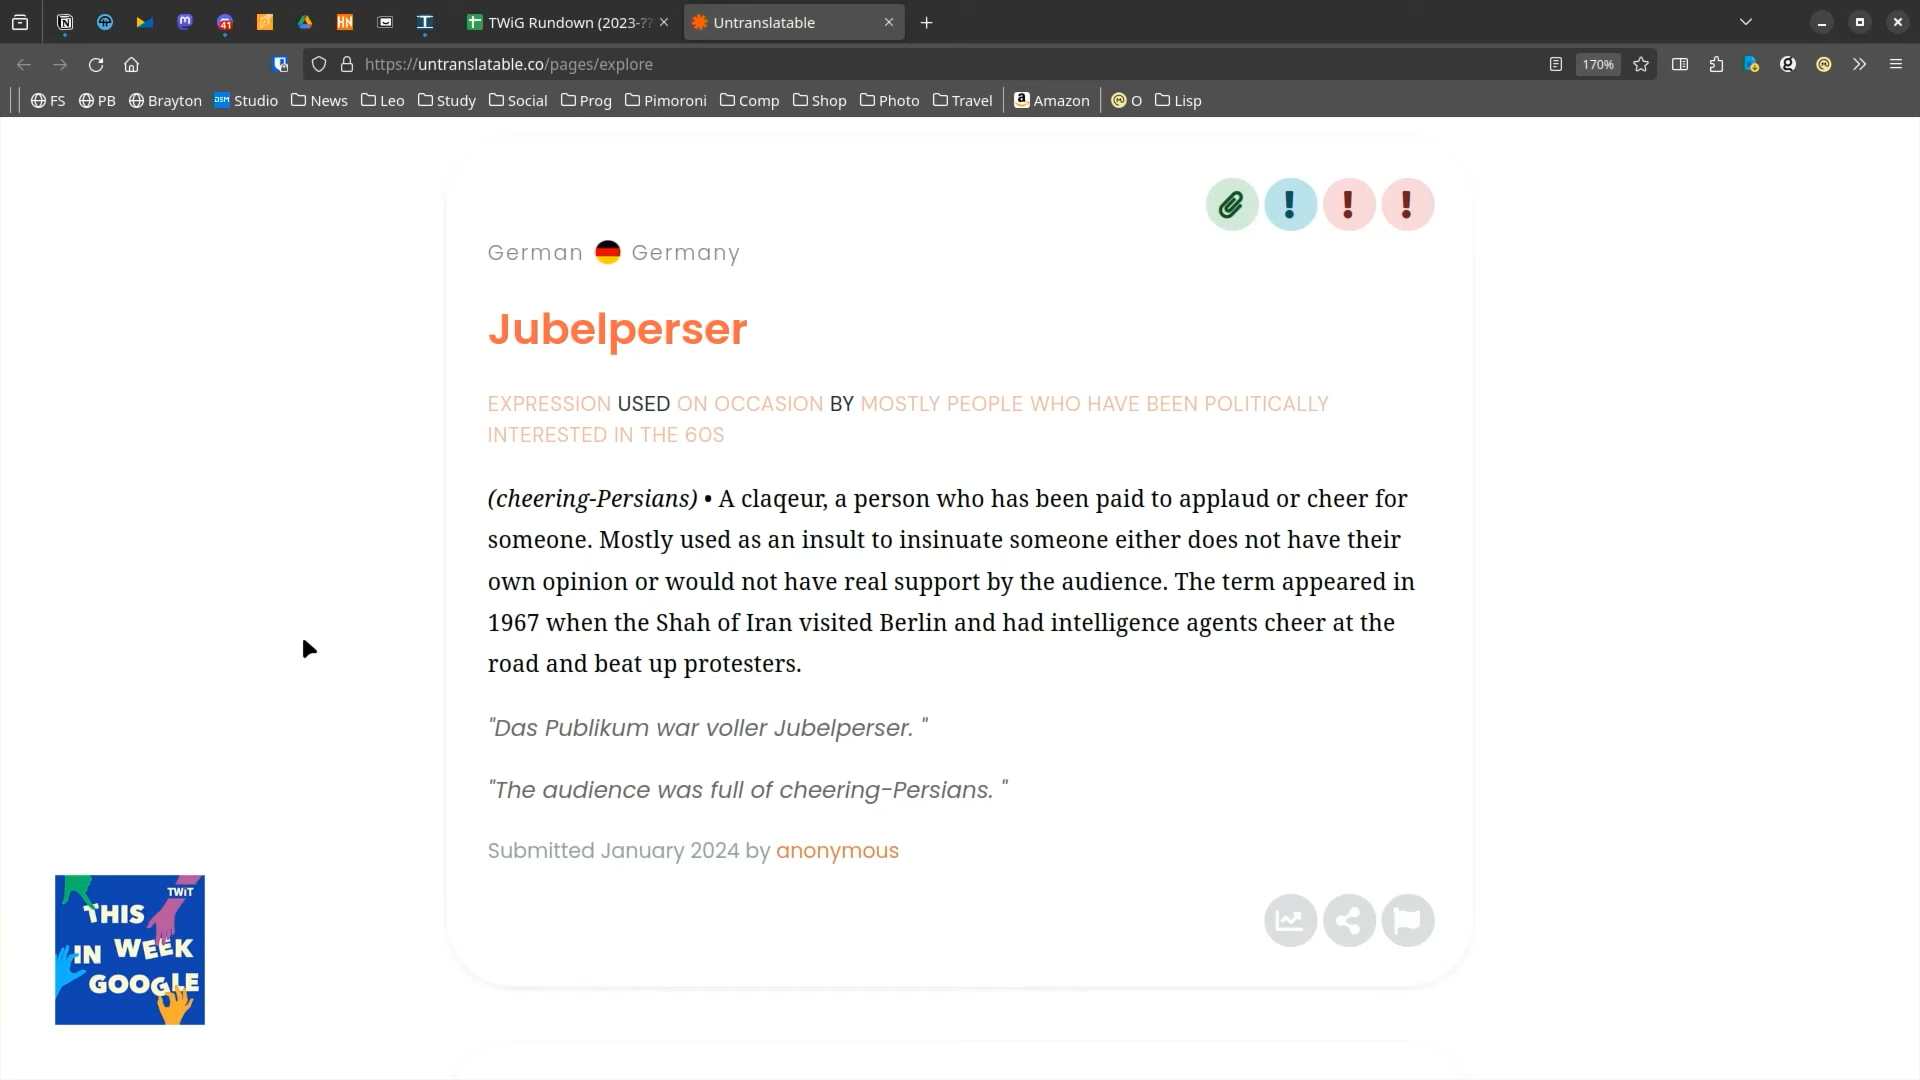 TWiG Rundown (2023-??
Untranslatable
https://untranslatable.co/pages/explore
170%
FS PB Brayton DSM Studio News Leo Study Social Prog Pimoroni Comp Shop Photo Travel Amazon O Lisp
German Germany
Jubelperser
EXPRESSION USED ON OCCASION BY MOSTLY PEOPLE WHO HAVE BEEN POLITICALLY
INTERESTED IN THE 60S
(cheering-Persians) • A claqeur, a person who has been paid to applaud or cheer for
someone. Mostly used as an insult to insinuate someone either does not have their
own opinion or would not have real support by the audience. The term appeared in
1967 when the Shah of Iran visited Berlin and had intelligence agents cheer at the
road and beat up protesters.
"Das Publikum war voller Jubelperser. "
"The audience was full of cheering-Persians. "
Submitted January 2024 by anonymous
TWiT
THIS
IN WEEK
GOOGLE